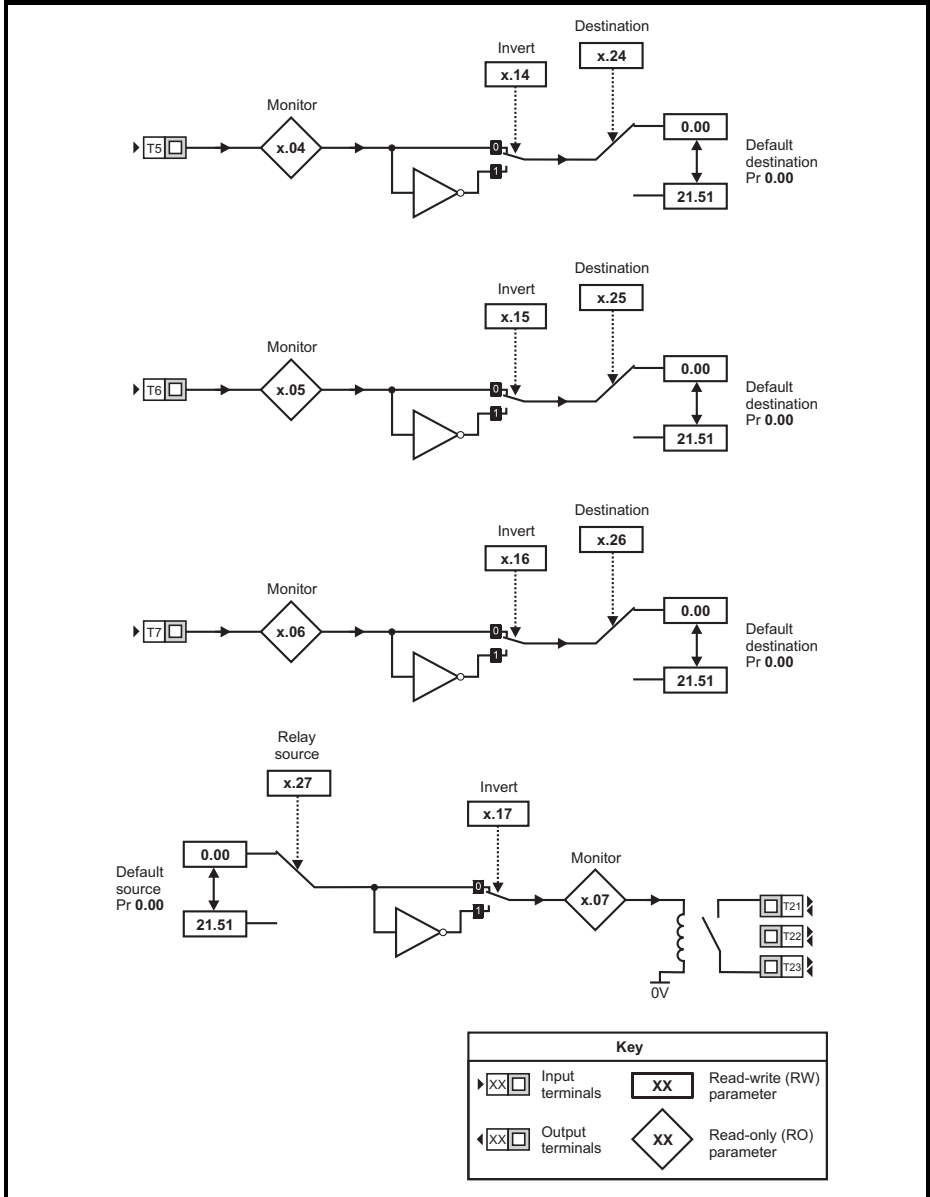 Destination
x.24
Invert
x.14
Monitor
T5
x.04
0
1
0.00
21.51
Default
destination
Pr 0.00
Destination
x.25
Invert
x.15
Monitor
T6
x.05
0
1
0.00
21.51
Default
destination
Pr 0.00
Destination
x.26
Invert
x.16
Monitor
T7
x.06
0
1
0.00
21.51
Default
destination
Pr 0.00
Relay
source
x.27
Invert
x.17
Monitor
0.00
21.51
Default
source
Pr 0.00
0
1
x.07
0V
T21
T22
T23
Key
XX
Input
terminals
XX
Read-write (RW)
parameter
XX
Output
terminals
XX
Read-only (RO)
parameter